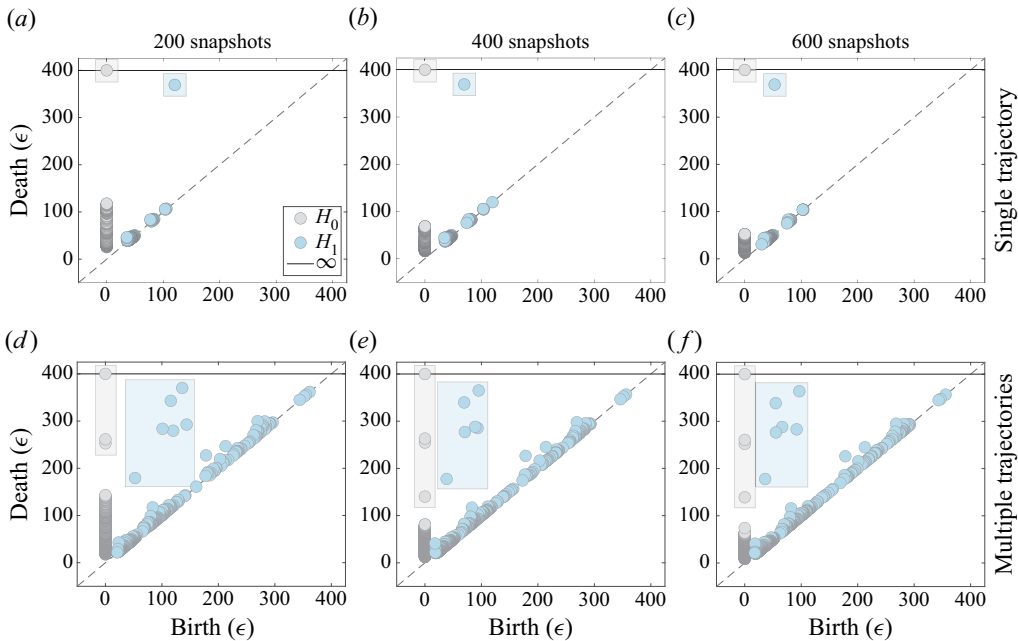 (a) (b) (c)
200 snapshots 400 snapshots 600 snapshots
400 400 400
300 300 300
200 200 200
100 100 100
0 0 0
Death (ϵ)
H0
H1
∞
0 100 200 300 400 0 100 200 300 400 0 100 200 300 400
Single trajectory
(d) (e) (f)
400 400 400
300 300 300
200 200 200
100 100 100
0 0 0
Death (ϵ)
0 100 200 300 400 0 100 200 300 400 0 100 200 300 400
Birth (ϵ) Birth (ϵ) Birth (ϵ)
Multiple trajectories